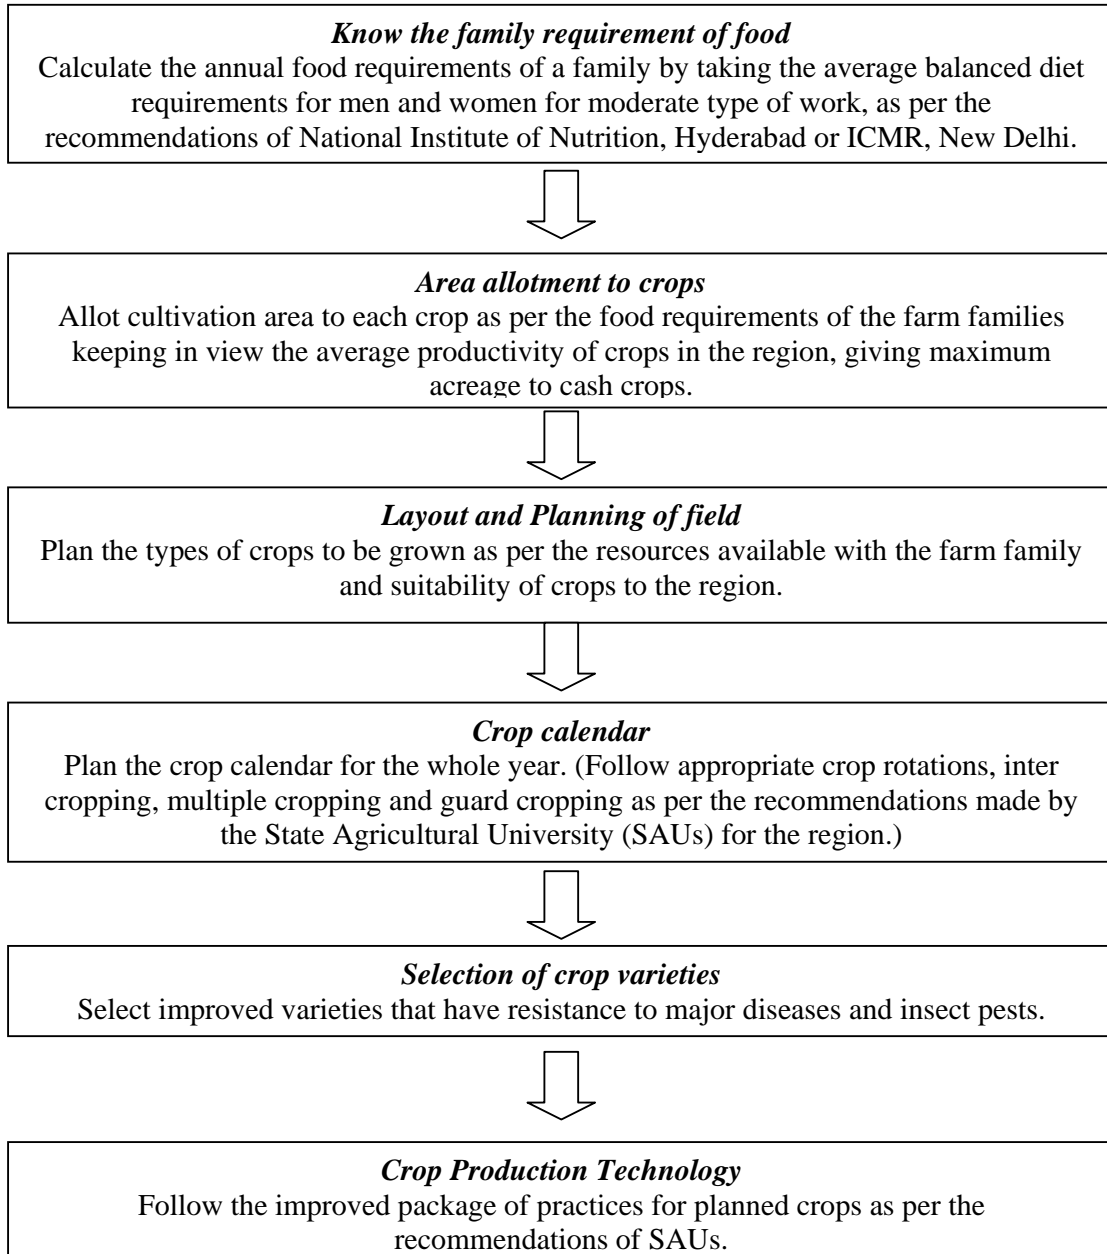 Know the family requirement of food
Calculate the annual food requirements of a family by taking the average balanced diet
requirements for men and women for moderate type of work, as per the
recommendations of National Institute of Nutrition, Hyderabad or ICMR, New Delhi.
Area allotment to crops
Allot cultivation area to each crop as per the food requirements of the farm families
keeping in view the average productivity of crops in the region, giving maximum
acreage to cash crops.
Layout and Planning of field
Plan the types of crops to be grown as per the resources available with the farm family
and suitability of crops to the region.
Crop calendar
Plan the crop calendar for the whole year. (Follow appropriate crop rotations, inter
cropping, multiple cropping and guard cropping as per the recommendations made by
the State Agricultural University (SAUs) for the region.)
Selection of crop varieties
Select improved varieties that have resistance to major diseases and insect pests.
Crop Production Technology
Follow the improved package of practices for planned crops as per the
recommendations of SAUs.